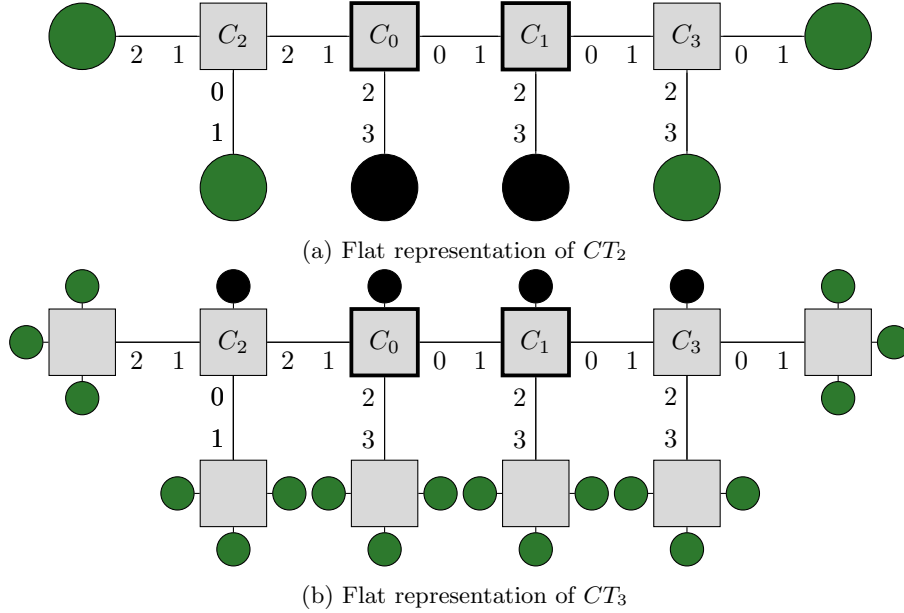 C₂ C₀ C₁ C₃
2 1 2 1 0 1 0 1 0 1
0 2 2 2
1 3 3 3
(a) Flat representation of CT₂
C₂ C₀ C₁ C₃
2 1 2 1 0 1 0 1 0 1
0 2 2 2
1 3 3 3
(b) Flat representation of CT₃